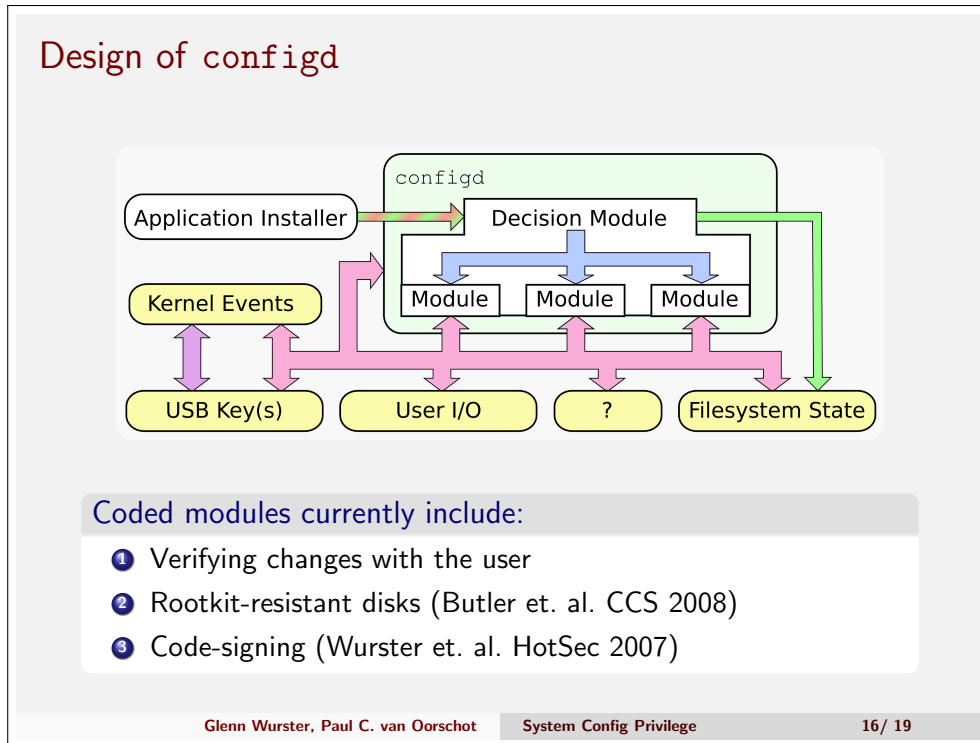 Design of configd
configd
Application Installer
Decision Module
Kernel Events
Module
Module
Module
USB Key(s)
User I/O
?
Filesystem State
Coded modules currently include:
1 Verifying changes with the user
2 Rootkit-resistant disks (Butler et. al. CCS 2008)
3 Code-signing (Wurster et. al. HotSec 2007)
Glenn Wurster, Paul C. van Oorschot System Config Privilege 16/ 19